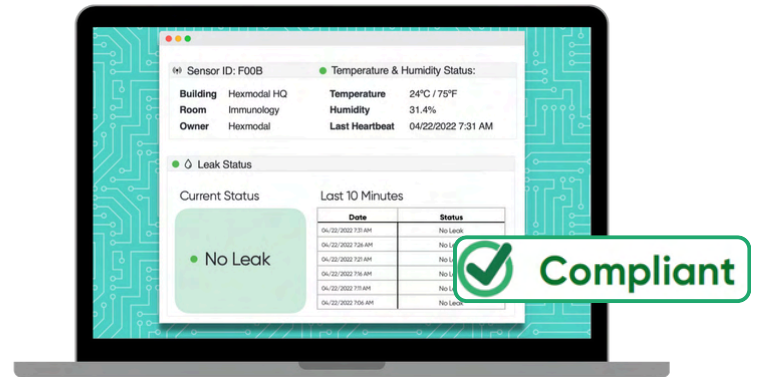 Sensor ID: F00B
Temperature & Humidity Status:
Building Hexmodal HQ
Temperature 24°C / 75°F
Room Immunology
Humidity 31.4%
Owner Hexmodal
Last Heartbeat 04/22/2022 7:31 AM
Leak Status
Current Status
Last 10 Minutes
Date Status
04/22/2022 7:31 AM No Leak
04/22/2022 7:26 AM No
04/22/2022 7:21 AM No
04/22/2022 7:16 AM No
04/22/2022 7:11 AM No
04/22/2022 7:06 AM No Leak
No Leak
Compliant